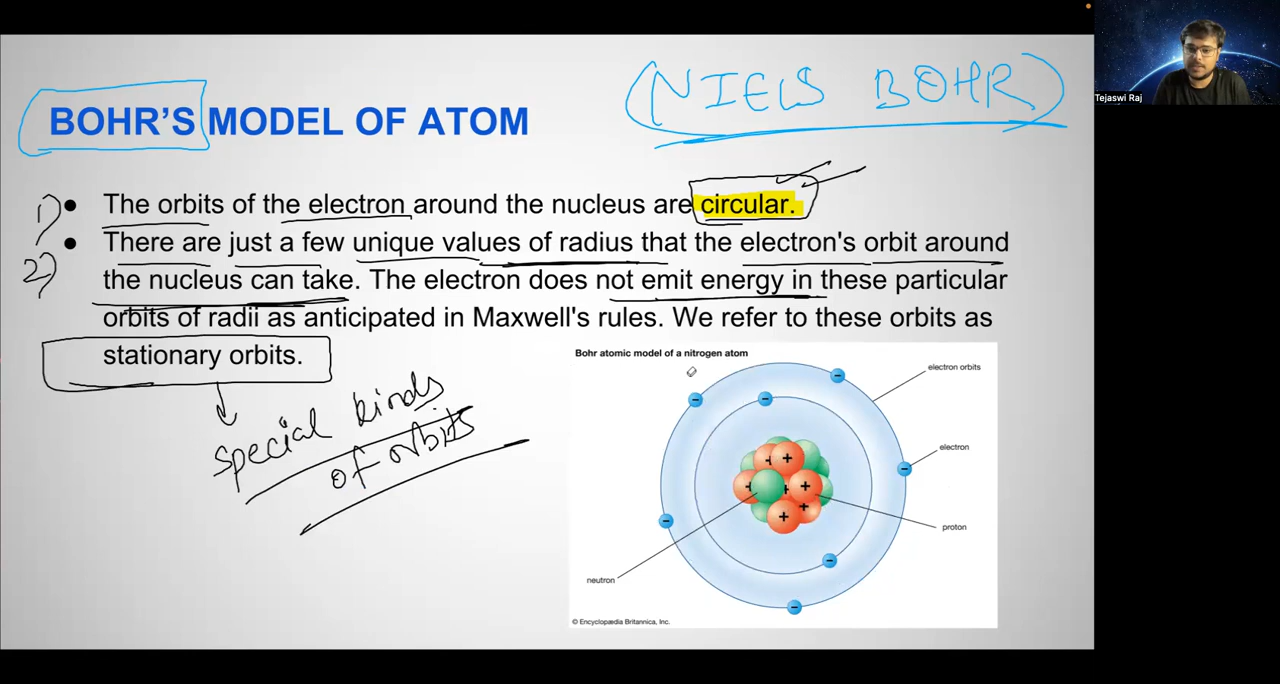 Tejaswi Raj
(NIELS BOHR)
BOHR'S MODEL OF ATOM
1) ● The orbits of the electron around the nucleus are circular.
2) ● There are just a few unique values of radius that the electron's orbit around
the nucleus can take. The electron does not emit energy in these particular
orbits of radii as anticipated in Maxwell's rules. We refer to these orbits as
stationary orbits.
special kinds
of orbits
Bohr atomic model of a nitrogen atom
electron orbits
electron
proton
neutron
© Encyclopædia Britannica, Inc.